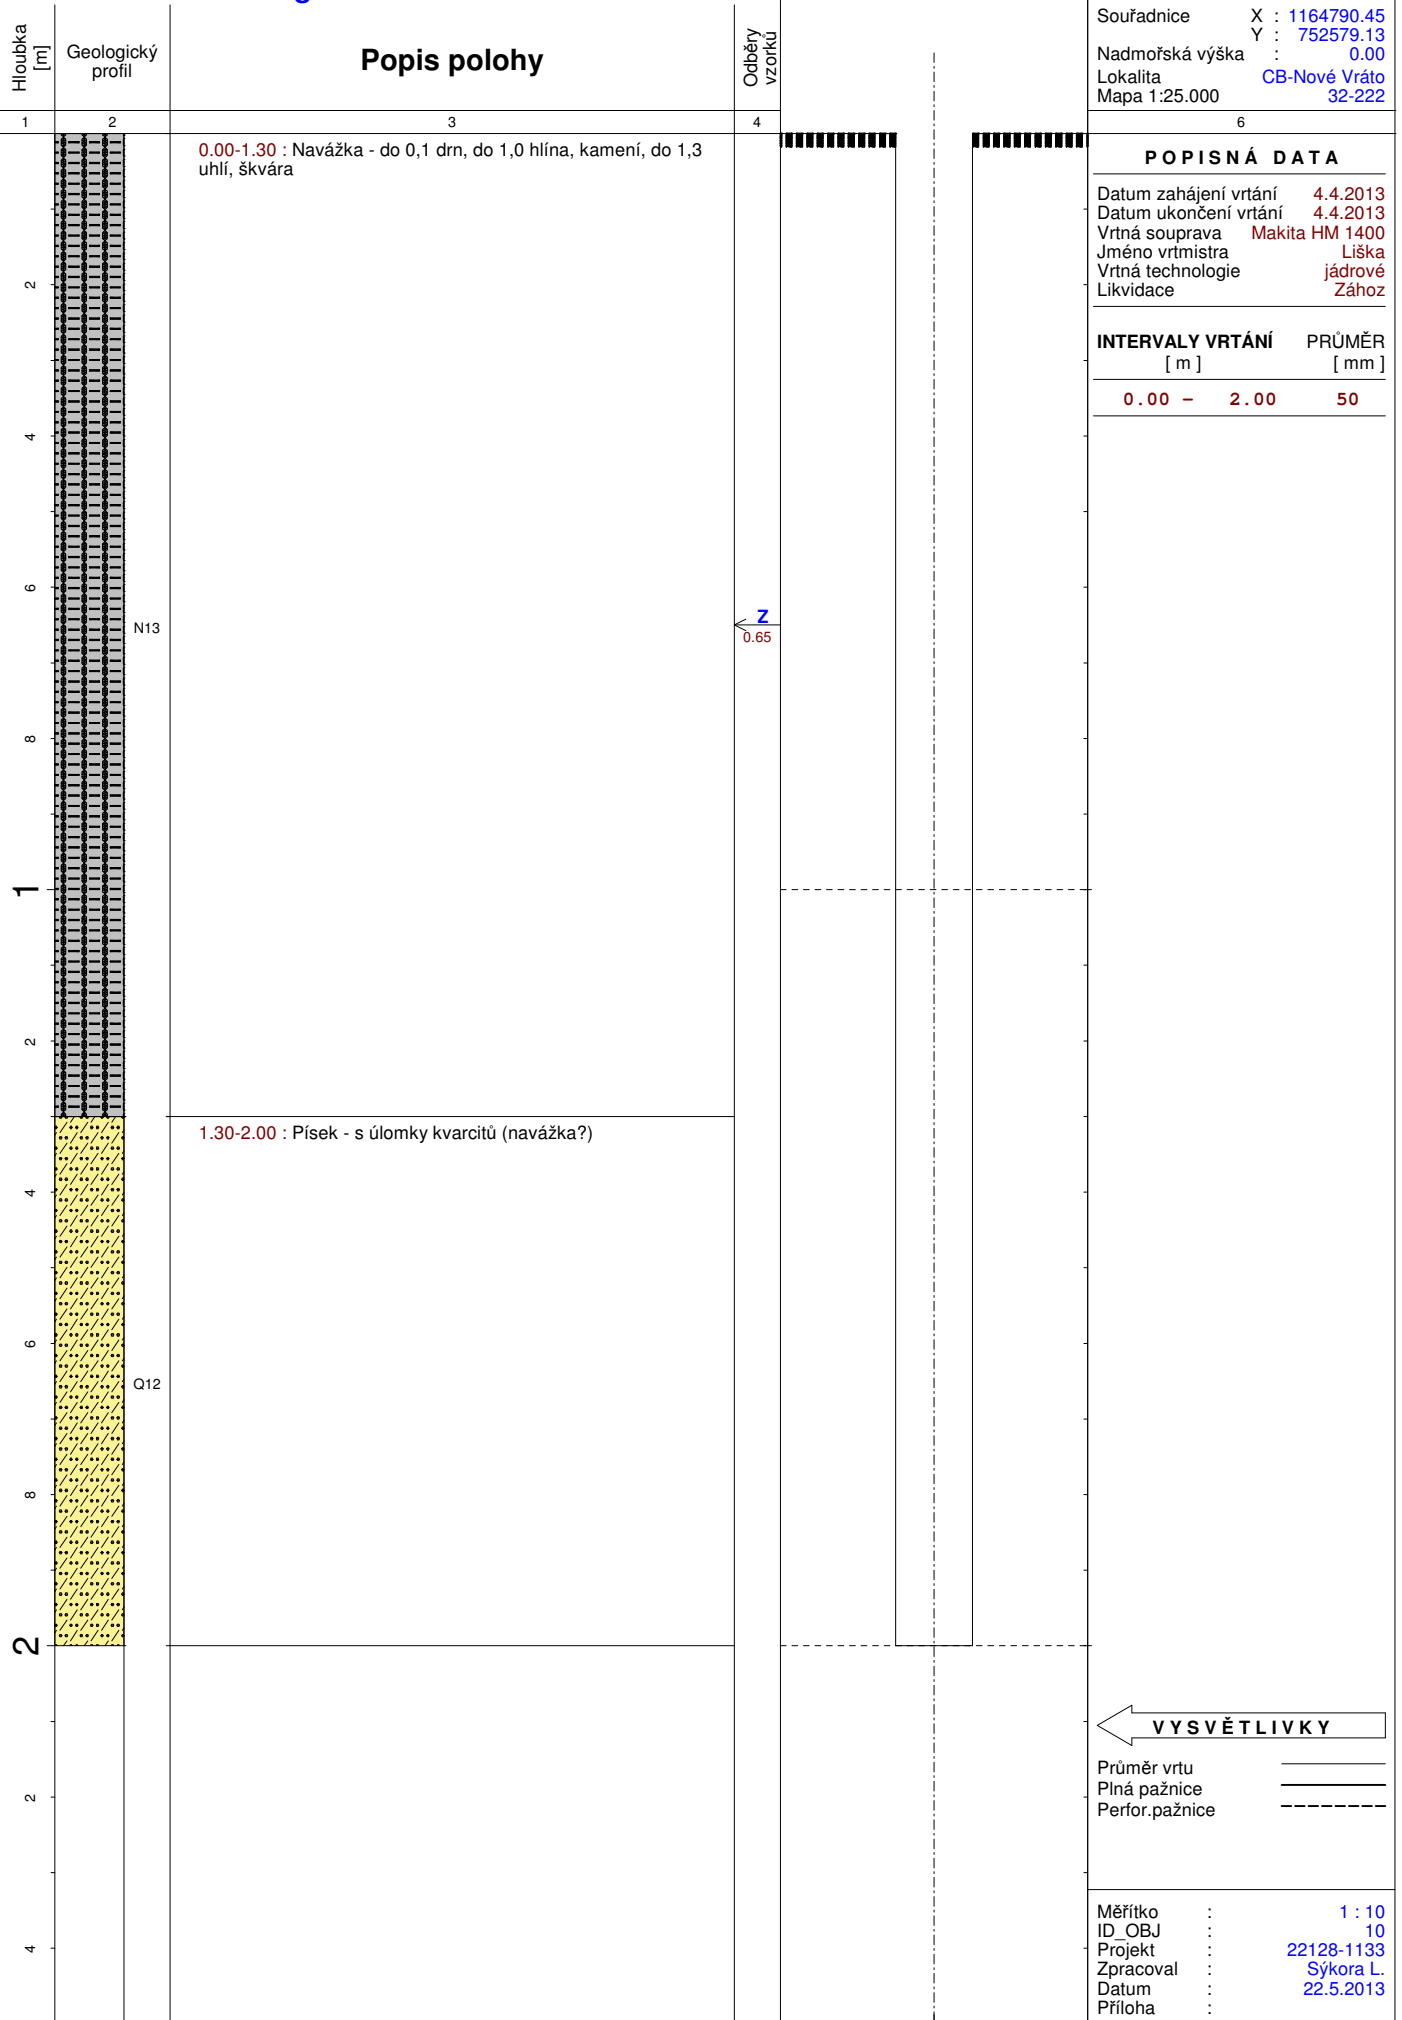 Hloubka
[m]
Geologický
profil
Popis polohy
Odběry
vzorků
Souřadnice X : 1164790.45
Y : 752579.13
Nadmořská výška : 0.00
Lokalita CB-Nové Vráto
Mapa 1:25.000 32-222
1 2 3 4 6
0.00-1.30 : Navážka - do 0,1 drn, do 1,0 hlína, kamení, do 1,3
uhlí, škvára
POPISNÁ DATA
Datum zahájení vrtání 4.4.2013
Datum ukončení vrtání 4.4.2013
Vrtná souprava Makita HM 1400
Jméno vrtmistra Liška
Vrtná technologie jádrové
Likvidace Zához
INTERVALY VRTÁNÍ PRŮMĚR
[ m ] [ mm ]
0.00 - 2.00 50
2
4
6
N13
Z
0.65
8
1
2
1.30-2.00 : Písek - s úlomky kvarcitů (navážka?)
4
6
Q12
8
2
VYSVĚTLIVKY
Průměr vrtu
Plná pažnice
Perfor.pažnice
2
4
Měřítko : 1 : 10
ID_OBJ : 10
Projekt : 22128-1133
Zpracoval : Sýkora L.
Datum : 22.5.2013
Příloha :